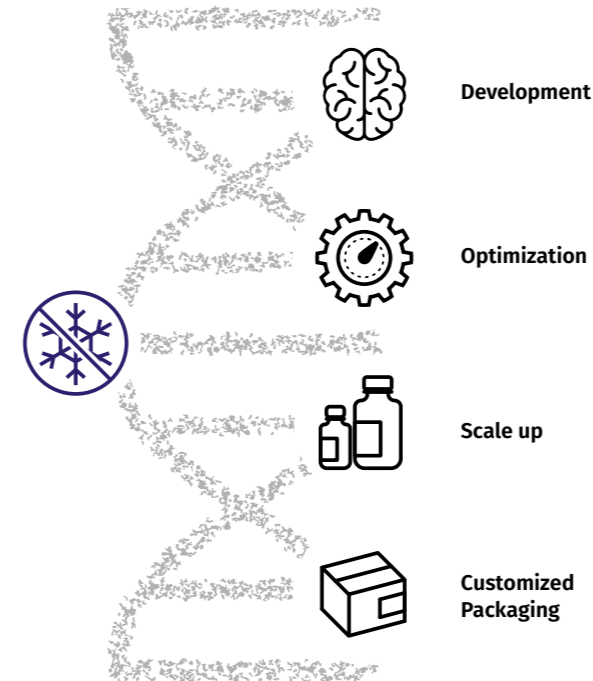 Development
Optimization
Scale up
Customized
Packaging